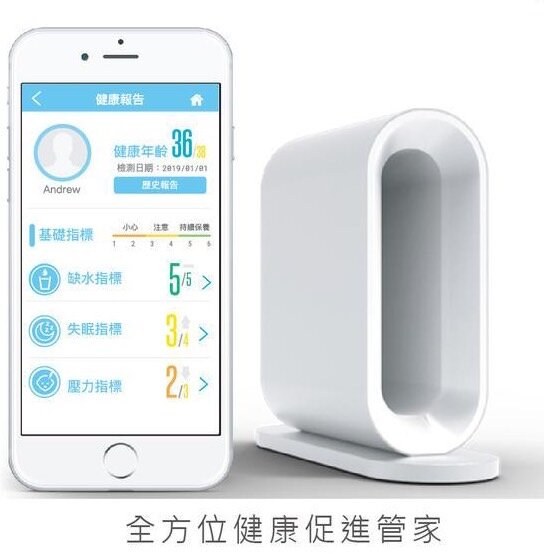 健康報告
健康年齡 36/38
檢測日期:2019/01/01
歷史報告
Andrew
基礎指標
小心 注意 持續保養
1 2 3 4 5 6
缺水指標 5/5
失眠指標 3/4
壓力指標 2/3
全方位健康促進管家